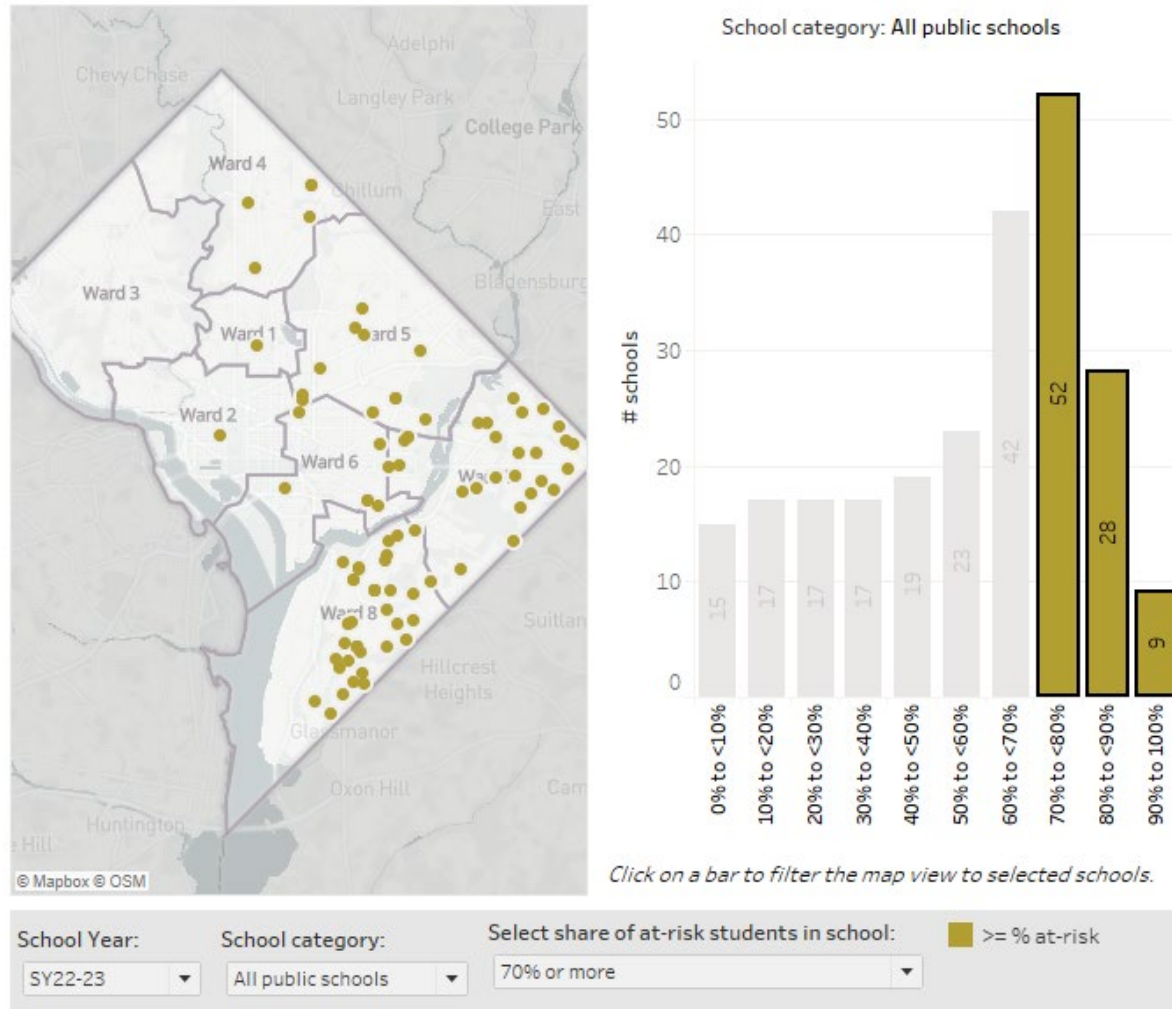 Adelphi
Chevy Chase
Langley Park
College Park
Ward 4
Chillum
East
Bladensburg
Ward 3
Ward 1
Ward 5
Ward 2
Ward 6
Ward 8
Suitlan
Hillcrest
Heights
Glassmanor
Oxon Hill
Cam
Huntington
e Hill
© Mapbox © OSM
School category: All public schools
# schools
50
40
30
20
10
0
15
17
17
17
19
23
42
52
28
9
0% to <10%
10% to <20%
20% to <30%
30% to <40%
40% to <50%
50% to <60%
60% to <70%
70% to <80%
80% to <90%
90% to 100%
Click on a bar to filter the map view to selected schools.
School Year:
SY22-23
School category:
All public schools
Select share of at-risk students in school:
70% or more
>= % at-risk